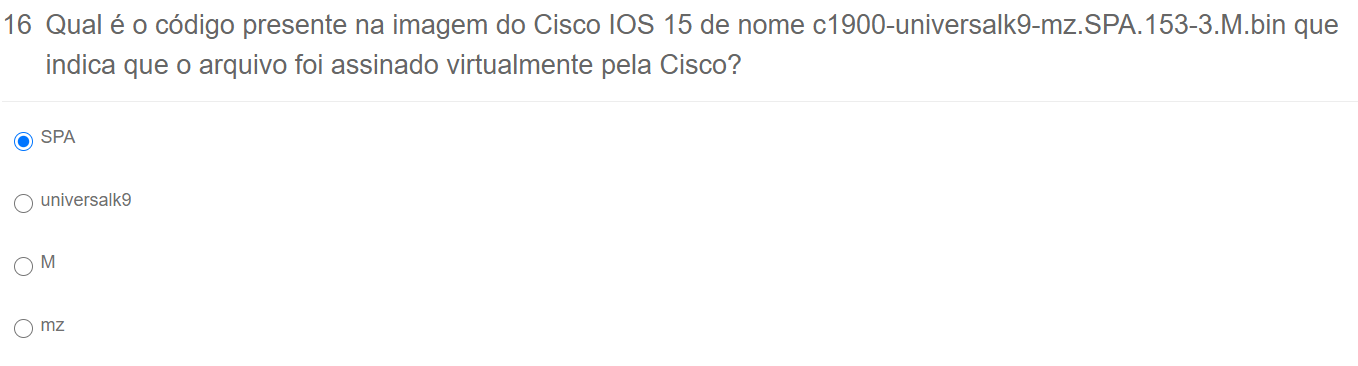 16 Qual é o código presente na imagem do Cisco IOS 15 de nome c1900-universalk9-mz.SPA.153-3.M.bin que
indica que o arquivo foi assinado virtualmente pela Cisco?
SPA
universalk9
M
mz